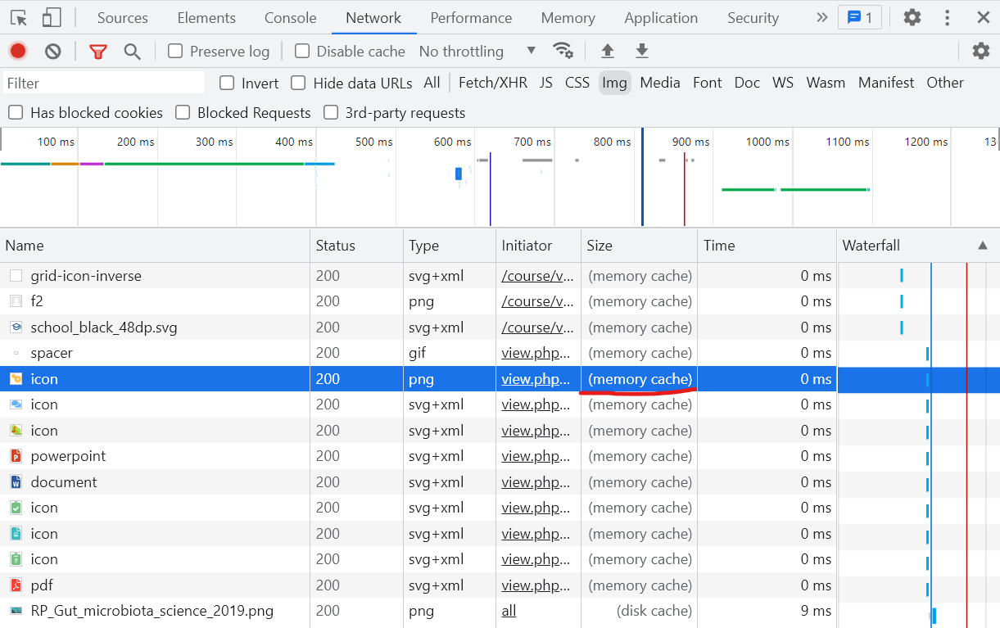 Sources Elements Console Network Performance Memory Application Security » 1
Preserve log Disable cache No throttling
Filter Invert Hide data URLs All Fetch/XHR JS CSS Img Media Font Doc WS Wasm Manifest Other
Has blocked cookies Blocked Requests 3rd-party requests
100 ms 200 ms 300 ms 400 ms 500 ms 600 ms 700 ms 800 ms 900 ms 1000 ms 1100 ms 1200 ms
Name Status Type Initiator Size Time Waterfall
grid-icon-inverse 200 svg+xml /course/v... (memory cache) 0 ms
f2 200 png /course/v... (memory cache) 0 ms
school_black_48dp.svg 200 svg+xml /course/v... (memory cache) 0 ms
spacer 200 gif view.php... (memory cache) 0 ms
icon 200 png view.php... (memory cache) 0 ms
icon 200 svg+xml view.php... (memory cache) 0 ms
icon 200 svg+xml view.php... (memory cache) 0 ms
powerpoint 200 svg+xml view.php... (memory cache) 0 ms
document 200 svg+xml view.php... (memory cache) 0 ms
icon 200 svg+xml view.php... (memory cache) 0 ms
icon 200 svg+xml view.php... (memory cache) 0 ms
icon 200 svg+xml view.php... (memory cache) 0 ms
pdf 200 svg+xml view.php... (memory cache) 0 ms
RP_Gut_microbiota_science_2019.png 200 png all (disk cache) 9 ms